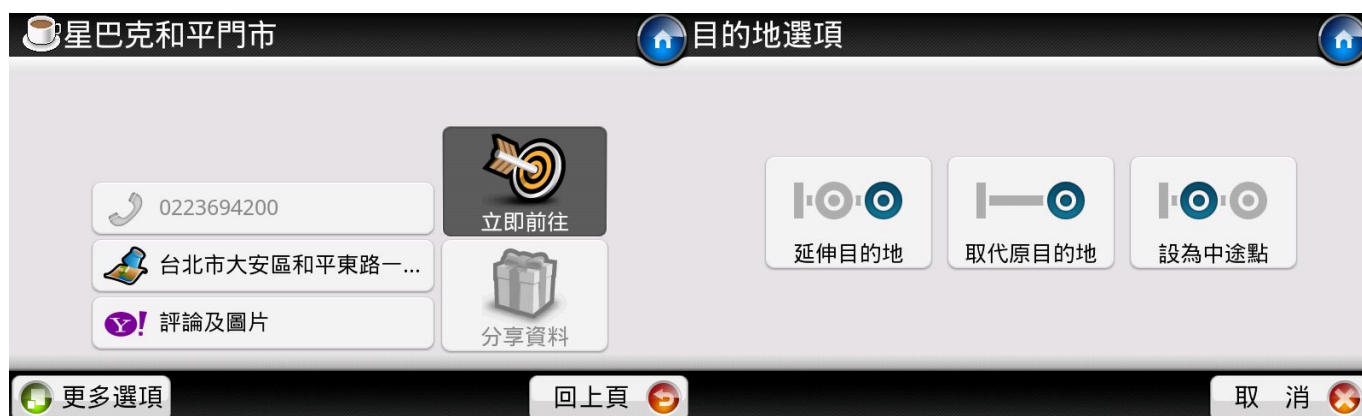 星巴克和平門市
0223694200
台北市大安區和平東路一...
評論及圖片
立即前往
分享資料
更多選項
回上頁
目的地選項
延伸目的地
取代原目的地
設為中途點
取 消